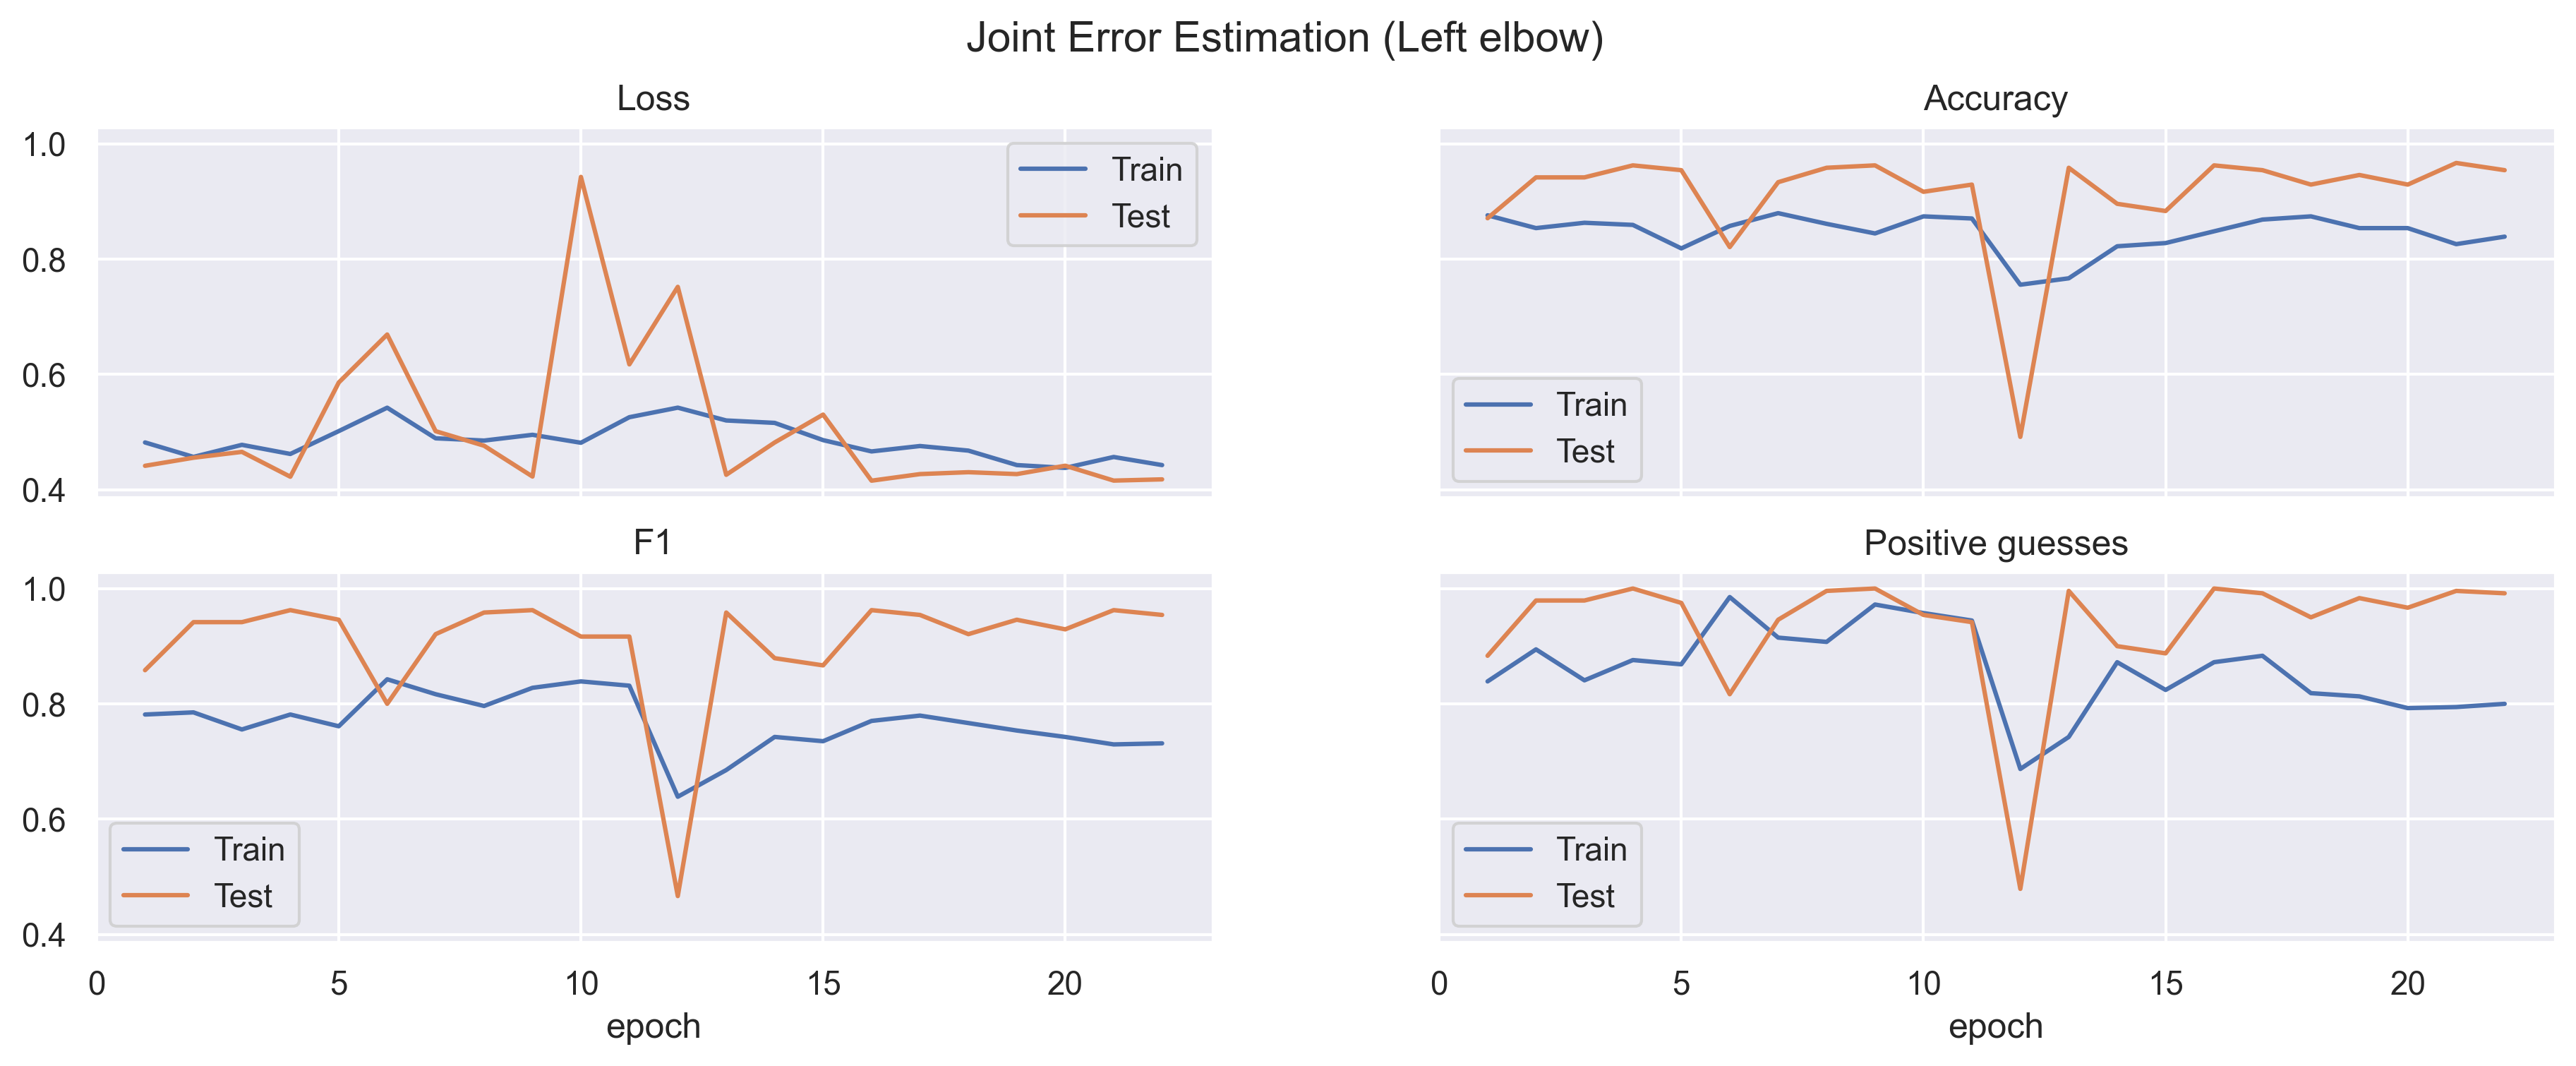 Joint Error Estimation (Left elbow)
Loss
Accuracy
1.0
0.8
0.6
0.4
Train
Test
Train
Test
F1
Positive guesses
1.0
0.8
0.6
0.4
Train
Test
Train
Test
0 5 10 15 20
0 5 10 15 20
epoch
epoch